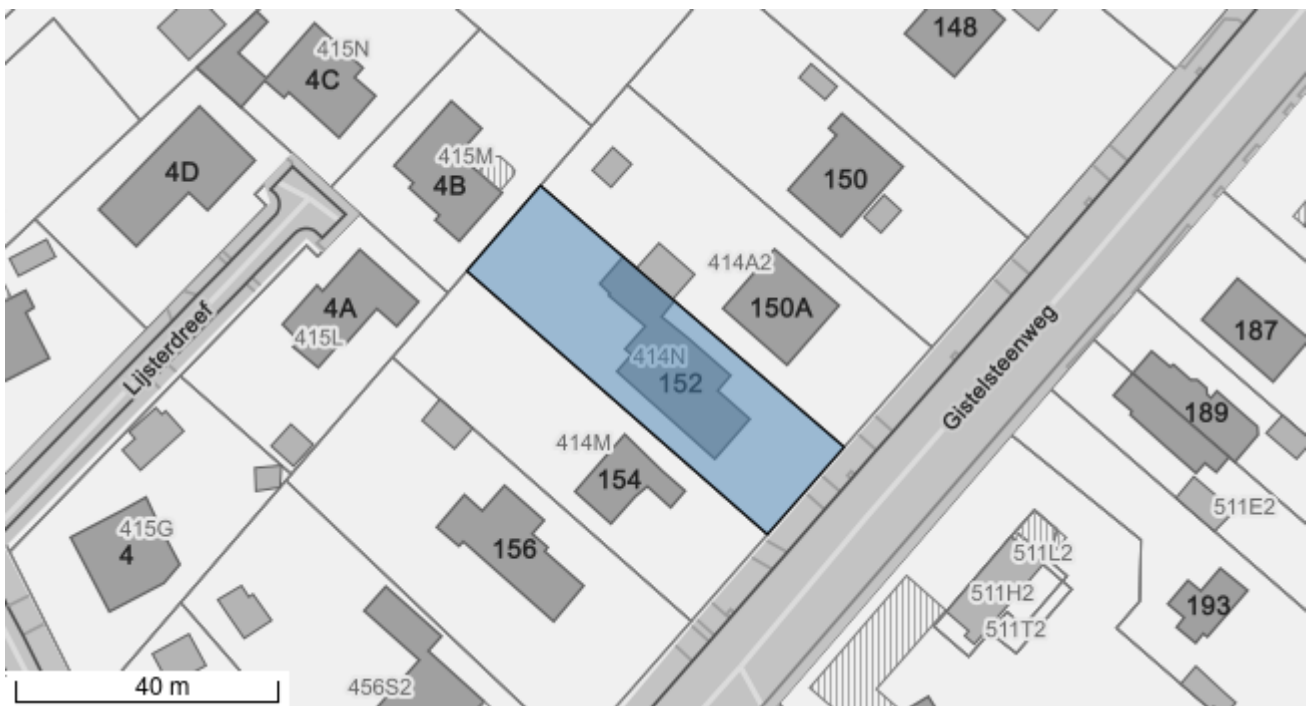 148
415N
4C
4D
415M
4B
150
414A2
150A
4A
415L
Lijsterdreef
414N
152
Gistelsteenweg
187
189
414M
154
156
511E2
415G
4
511L2
511H2
511T2
193
40 m
456S2